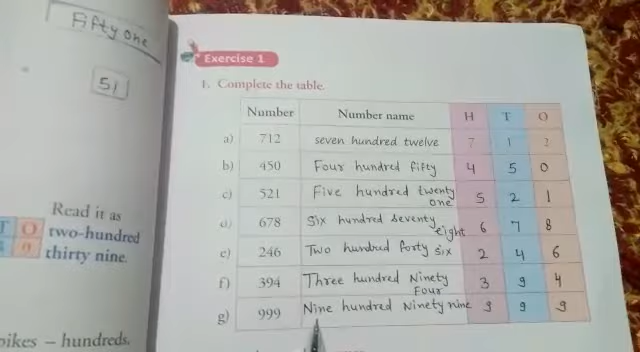 Fifty one
51
Read it as
T O two-hundred
thirty nine.
bikes – hundreds.
Exercise 1
1. Complete the table.
Number Number name H T O
a) 712 seven hundred twelve 7 1 2
b) 450 Four hundred fifty 4 5 0
c) 521 Five hundred twenty one 5 2 1
d) 678 Six hundred seventy eight 6 7 8
e) 246 Two hundred forty six 2 4 6
f) 394 Three hundred Ninety Four 3 9 4
g) 999 Nine hundred Ninety nine 9 9 9